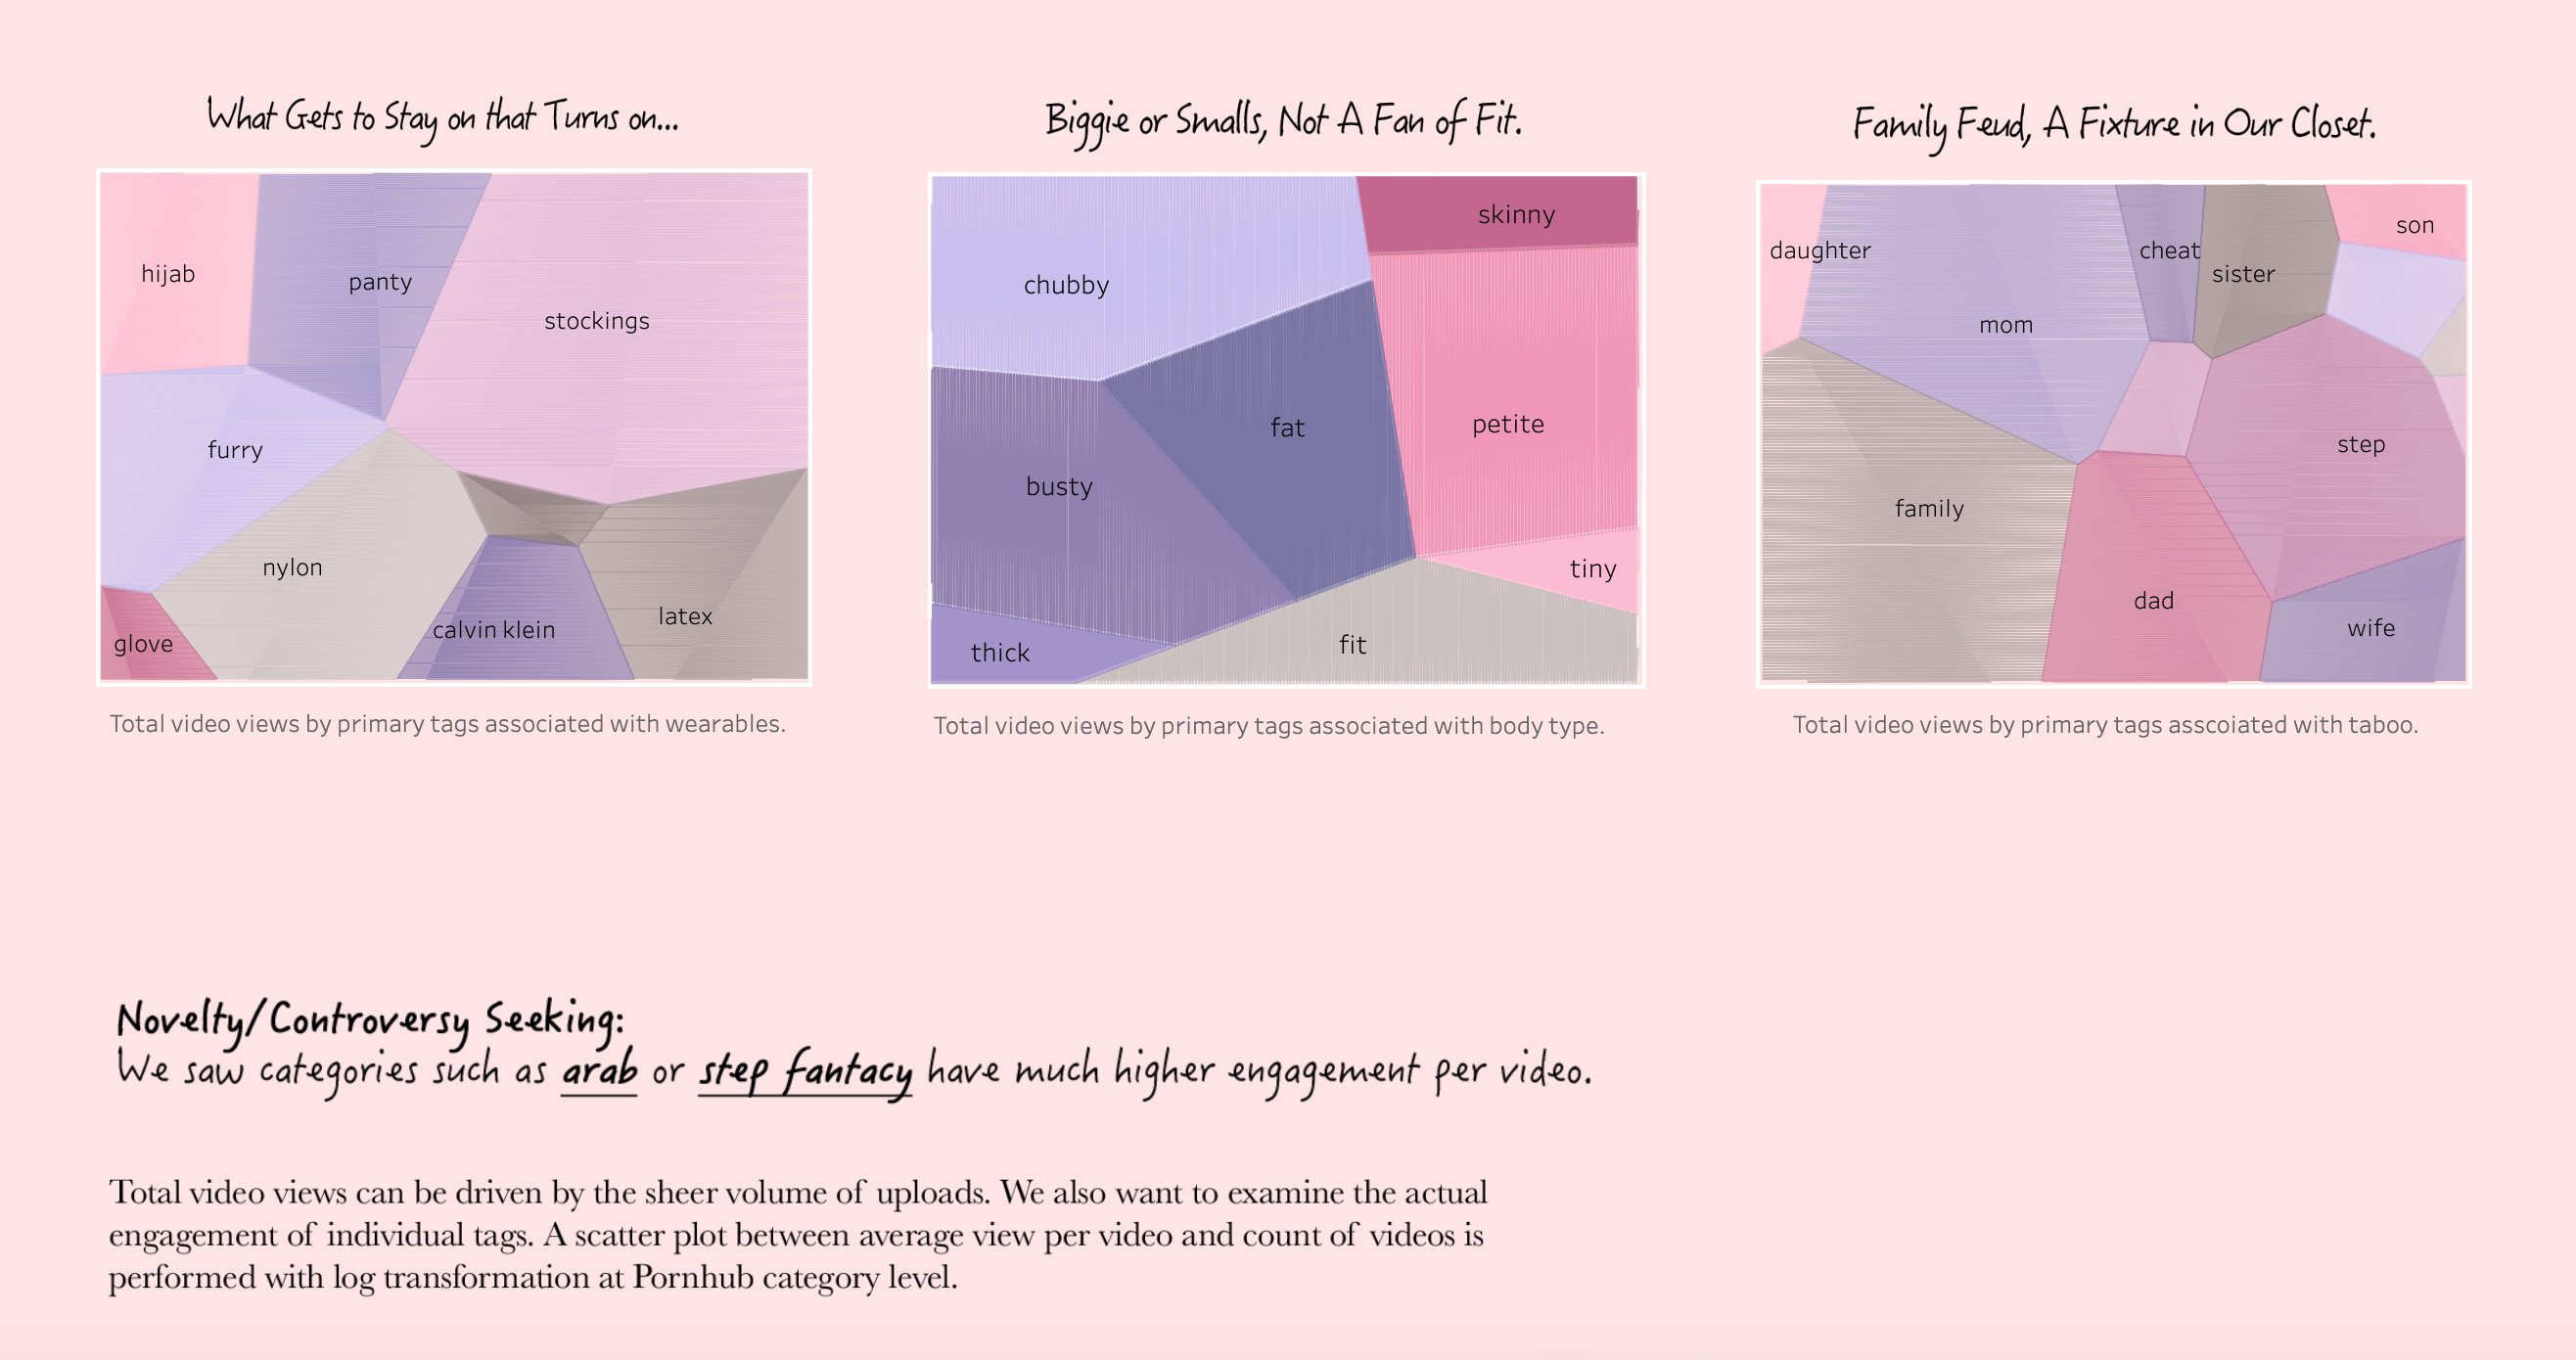 What Gets to Stay on that Turns on...
hijab
panty
stockings
furry
nylon
glove
calvin klein
latex
Total video views by primary tags associated with wearables.
Biggie or Smalls, Not A Fan of Fit.
skinny
chubby
fat
petite
busty
tiny
thick
fit
Total video views by primary tags associated with body type.
Family Feud, A Fixture in Our Closet.
son
daughter
cheat
sister
mom
step
family
dad
wife
Total video views by primary tags asscoiated with taboo.
Novelty/Controversy Seeking:
We saw categories such as arab or step fantacy have much higher engagement per video.
Total video views can be driven by the sheer volume of uploads. We also want to examine the actual
engagement of individual tags. A scatter plot between average view per video and count of videos is
performed with log transformation at Pornhub category level.